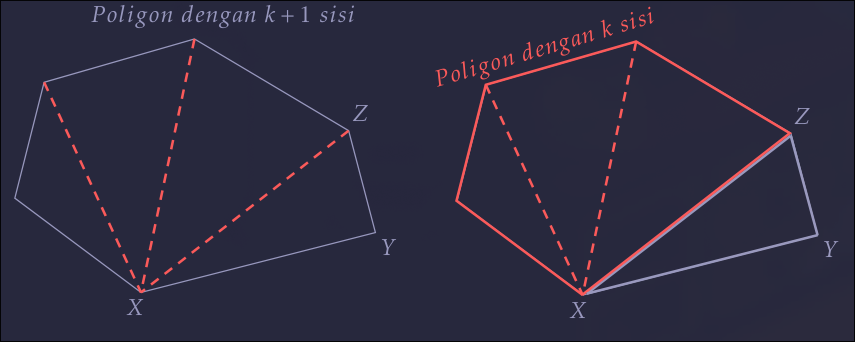 Poligon dengan k + 1 sisi
Z
Y
X
Poligon dengan k sisi
Z
Y
X